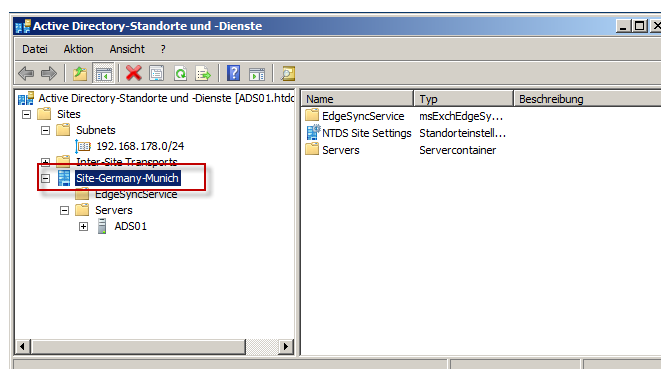 Active Directory-Standorte und -Dienste
Datei Aktion Ansicht ?
Active Directory-Standorte und -Dienste [ADS01.htdc
Sites
Subnets
192.168.178.0/24
Inter-Site Transports
Site-Germany-Munich
EdgeSyncService
Servers
ADS01
Name Typ Beschreibung
EdgeSyncService msExchEdgeSy...
NTDS Site Settings Standorteinstell...
Servers Servercontainer